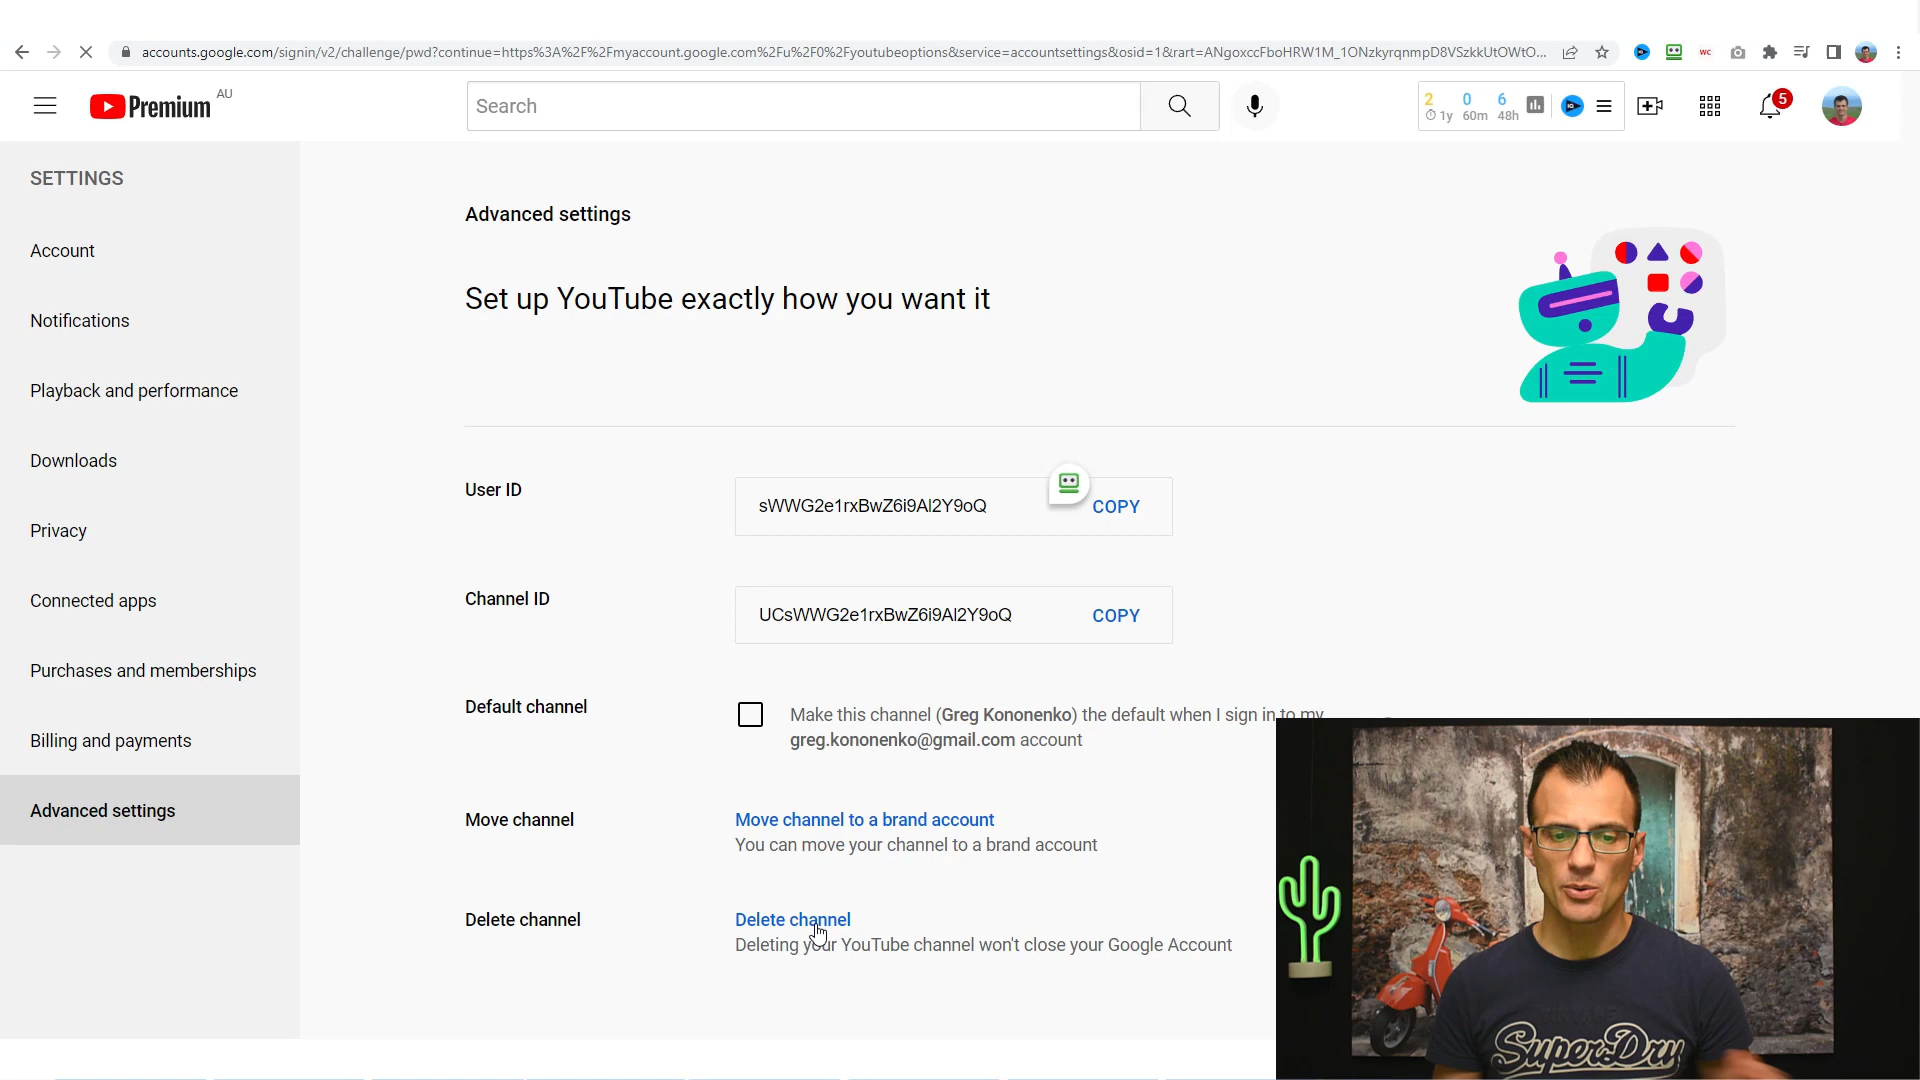 accounts.google.com/signin/v2/challenge/pwd?continue=https%3A%2F%2Fmyaccount.google.com%2Fu%2F0%2Fyoutubeoptions&service=accountsettings&osid=1&rart=ANgoxccFboHRW1M_1ONzkyrqnmpD8VSzkkUtOWtO...
WC
Premium AU
Search
2 0 6
1y 60m 48h
IQ
5
SETTINGS
Account
Notifications
Playback and performance
Downloads
Privacy
Connected apps
Purchases and memberships
Billing and payments
Advanced settings
Advanced settings
Set up YouTube exactly how you want it
User ID
sWWG2e1rxBwZ6i9Al2Y9oQ
COPY
Channel ID
UCsWWG2e1rxBwZ6i9Al2Y9oQ
COPY
Default channel
Make this channel (Greg Kononenko) the default when I sign in to my
greg.kononenko@gmail.com account
Move channel
Move channel to a brand account
You can move your channel to a brand account
Delete channel
Delete channel
Deleting your YouTube channel won't close your Google Account
SuperDry